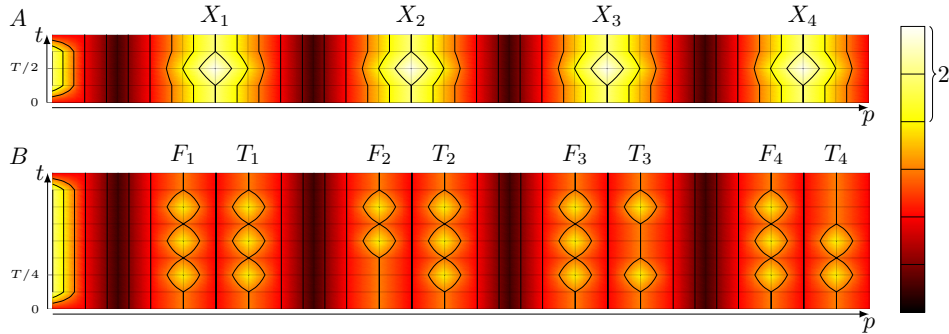 A
t
X₁ X₂ X₃ X₄
T/2
0
p
2
B
t
F₁ T₁ F₂ T₂ F₃ T₃ F₄ T₄
T/4
0
p